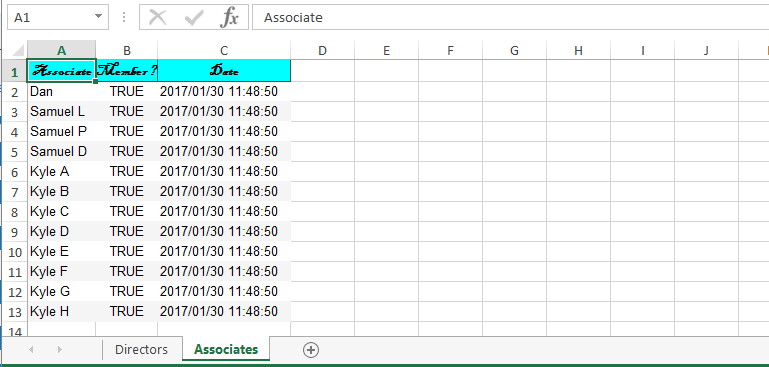 A1 fx Associate
A B C D E F G H I J
1 Associate Member? Date
2 Dan TRUE 2017/01/30 11:48:50
3 Samuel L TRUE 2017/01/30 11:48:50
4 Samuel P TRUE 2017/01/30 11:48:50
5 Samuel D TRUE 2017/01/30 11:48:50
6 Kyle A TRUE 2017/01/30 11:48:50
7 Kyle B TRUE 2017/01/30 11:48:50
8 Kyle C TRUE 2017/01/30 11:48:50
9 Kyle D TRUE 2017/01/30 11:48:50
10 Kyle E TRUE 2017/01/30 11:48:50
11 Kyle F TRUE 2017/01/30 11:48:50
12 Kyle G TRUE 2017/01/30 11:48:50
13 Kyle H TRUE 2017/01/30 11:48:50
14
Directors Associates